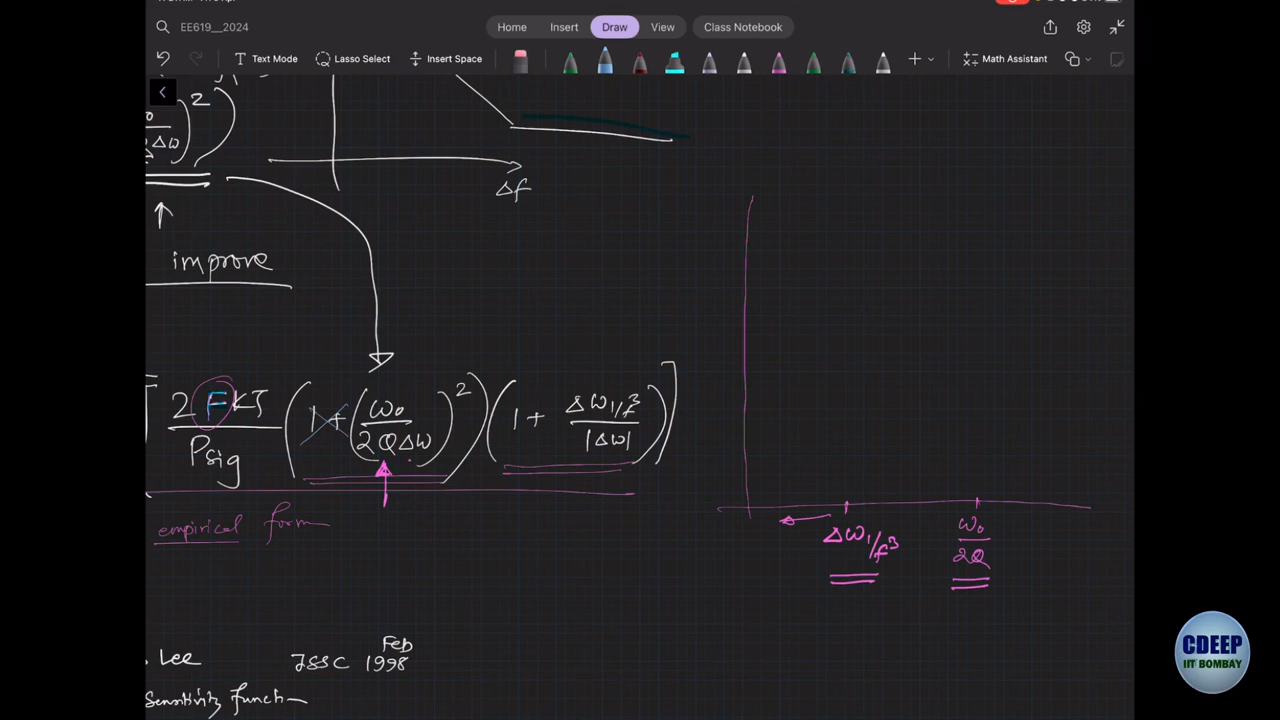 EE619__2024
Home Insert Draw View Class Notebook
Text Mode Lasso Select Insert Space Math Assistant
2
ΔW
Δf
improve
2FKT / Psig (1 + (ω₀ / 2QΔω)²) (1 + Δω1/f³ / |Δω|)]
empirical form
Δω1/f³
ω₀ / 2Q
. Lee JSSC Feb 1998
Sensitivity function
CDEEP
IIT BOMBAY